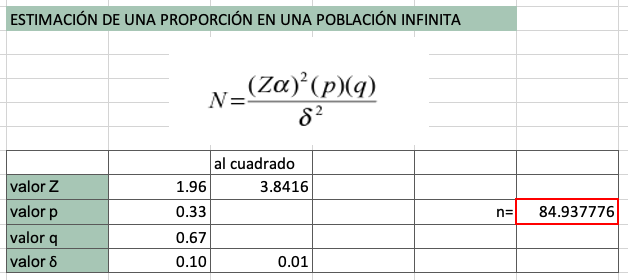 ESTIMACIÓN DE UNA PROPORCIÓN EN UNA POBLACIÓN INFINITA
N=(Zα)²(p)(q)
δ²
al cuadrado
valor Z 1.96 3.8416
valor p 0.33 n= 84.937776
valor q 0.67
valor δ 0.10 0.01